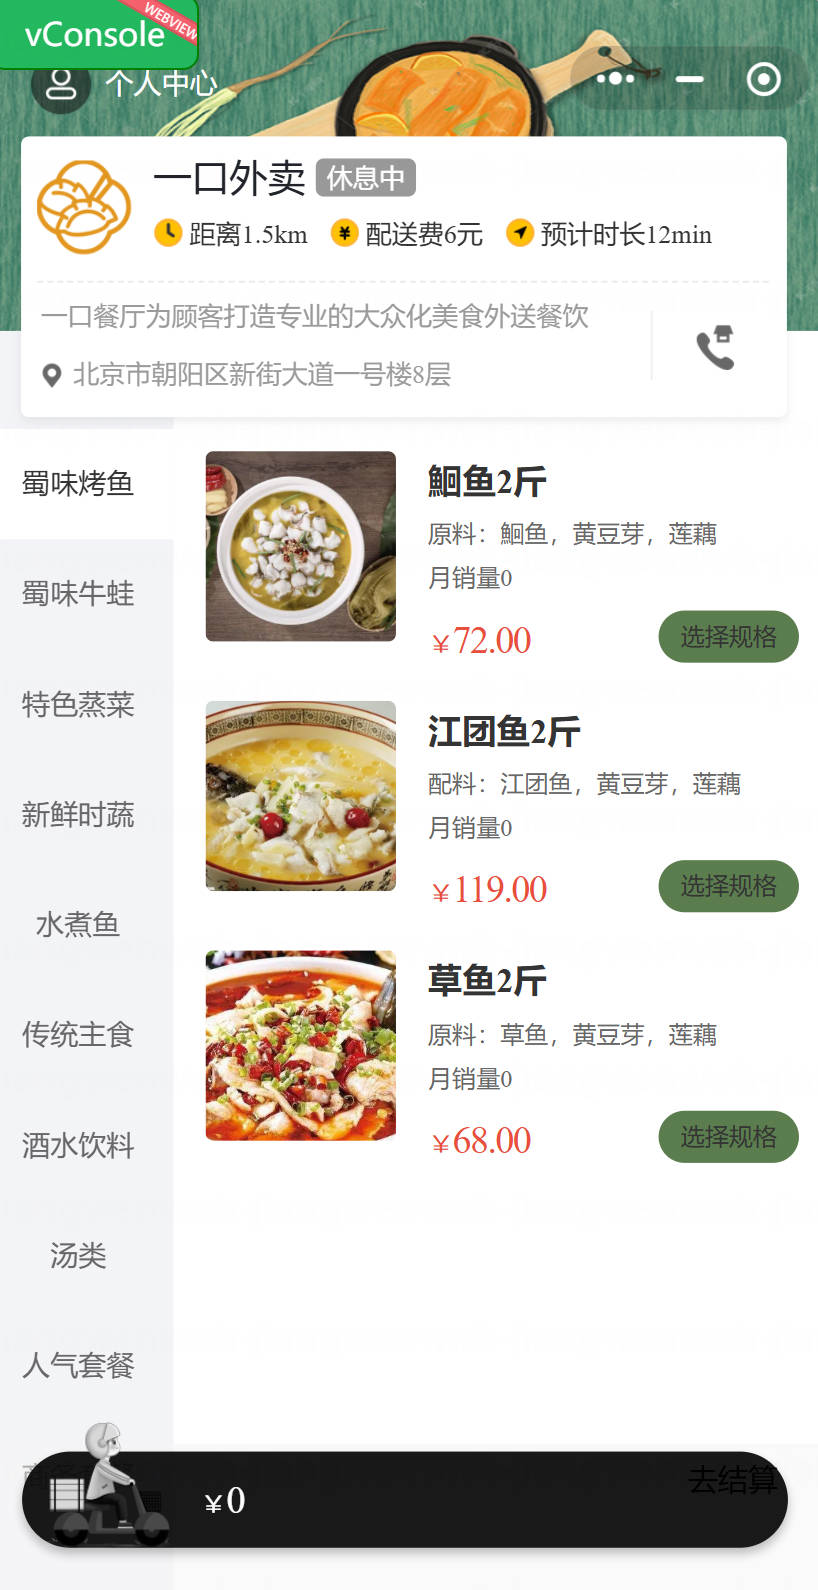 vConsole
WEBVIEW
个人中心
一口外卖 休息中
距离1.5km 配送费6元 预计时长12min
一口餐厅为顾客打造专业的大众化美食外送餐饮
北京市朝阳区新街大道一号楼8层
蜀味烤鱼
蜀味牛蛙
特色蒸菜
新鲜时蔬
水煮鱼
传统主食
酒水饮料
汤类
人气套餐
鮰鱼2斤
原料：鮰鱼，黄豆芽，莲藕
月销量0
￥72.00 选择规格
江团鱼2斤
配料：江团鱼，黄豆芽，莲藕
月销量0
￥119.00 选择规格
草鱼2斤
原料：草鱼，黄豆芽，莲藕
月销量0
￥68.00 选择规格
￥0 去结算